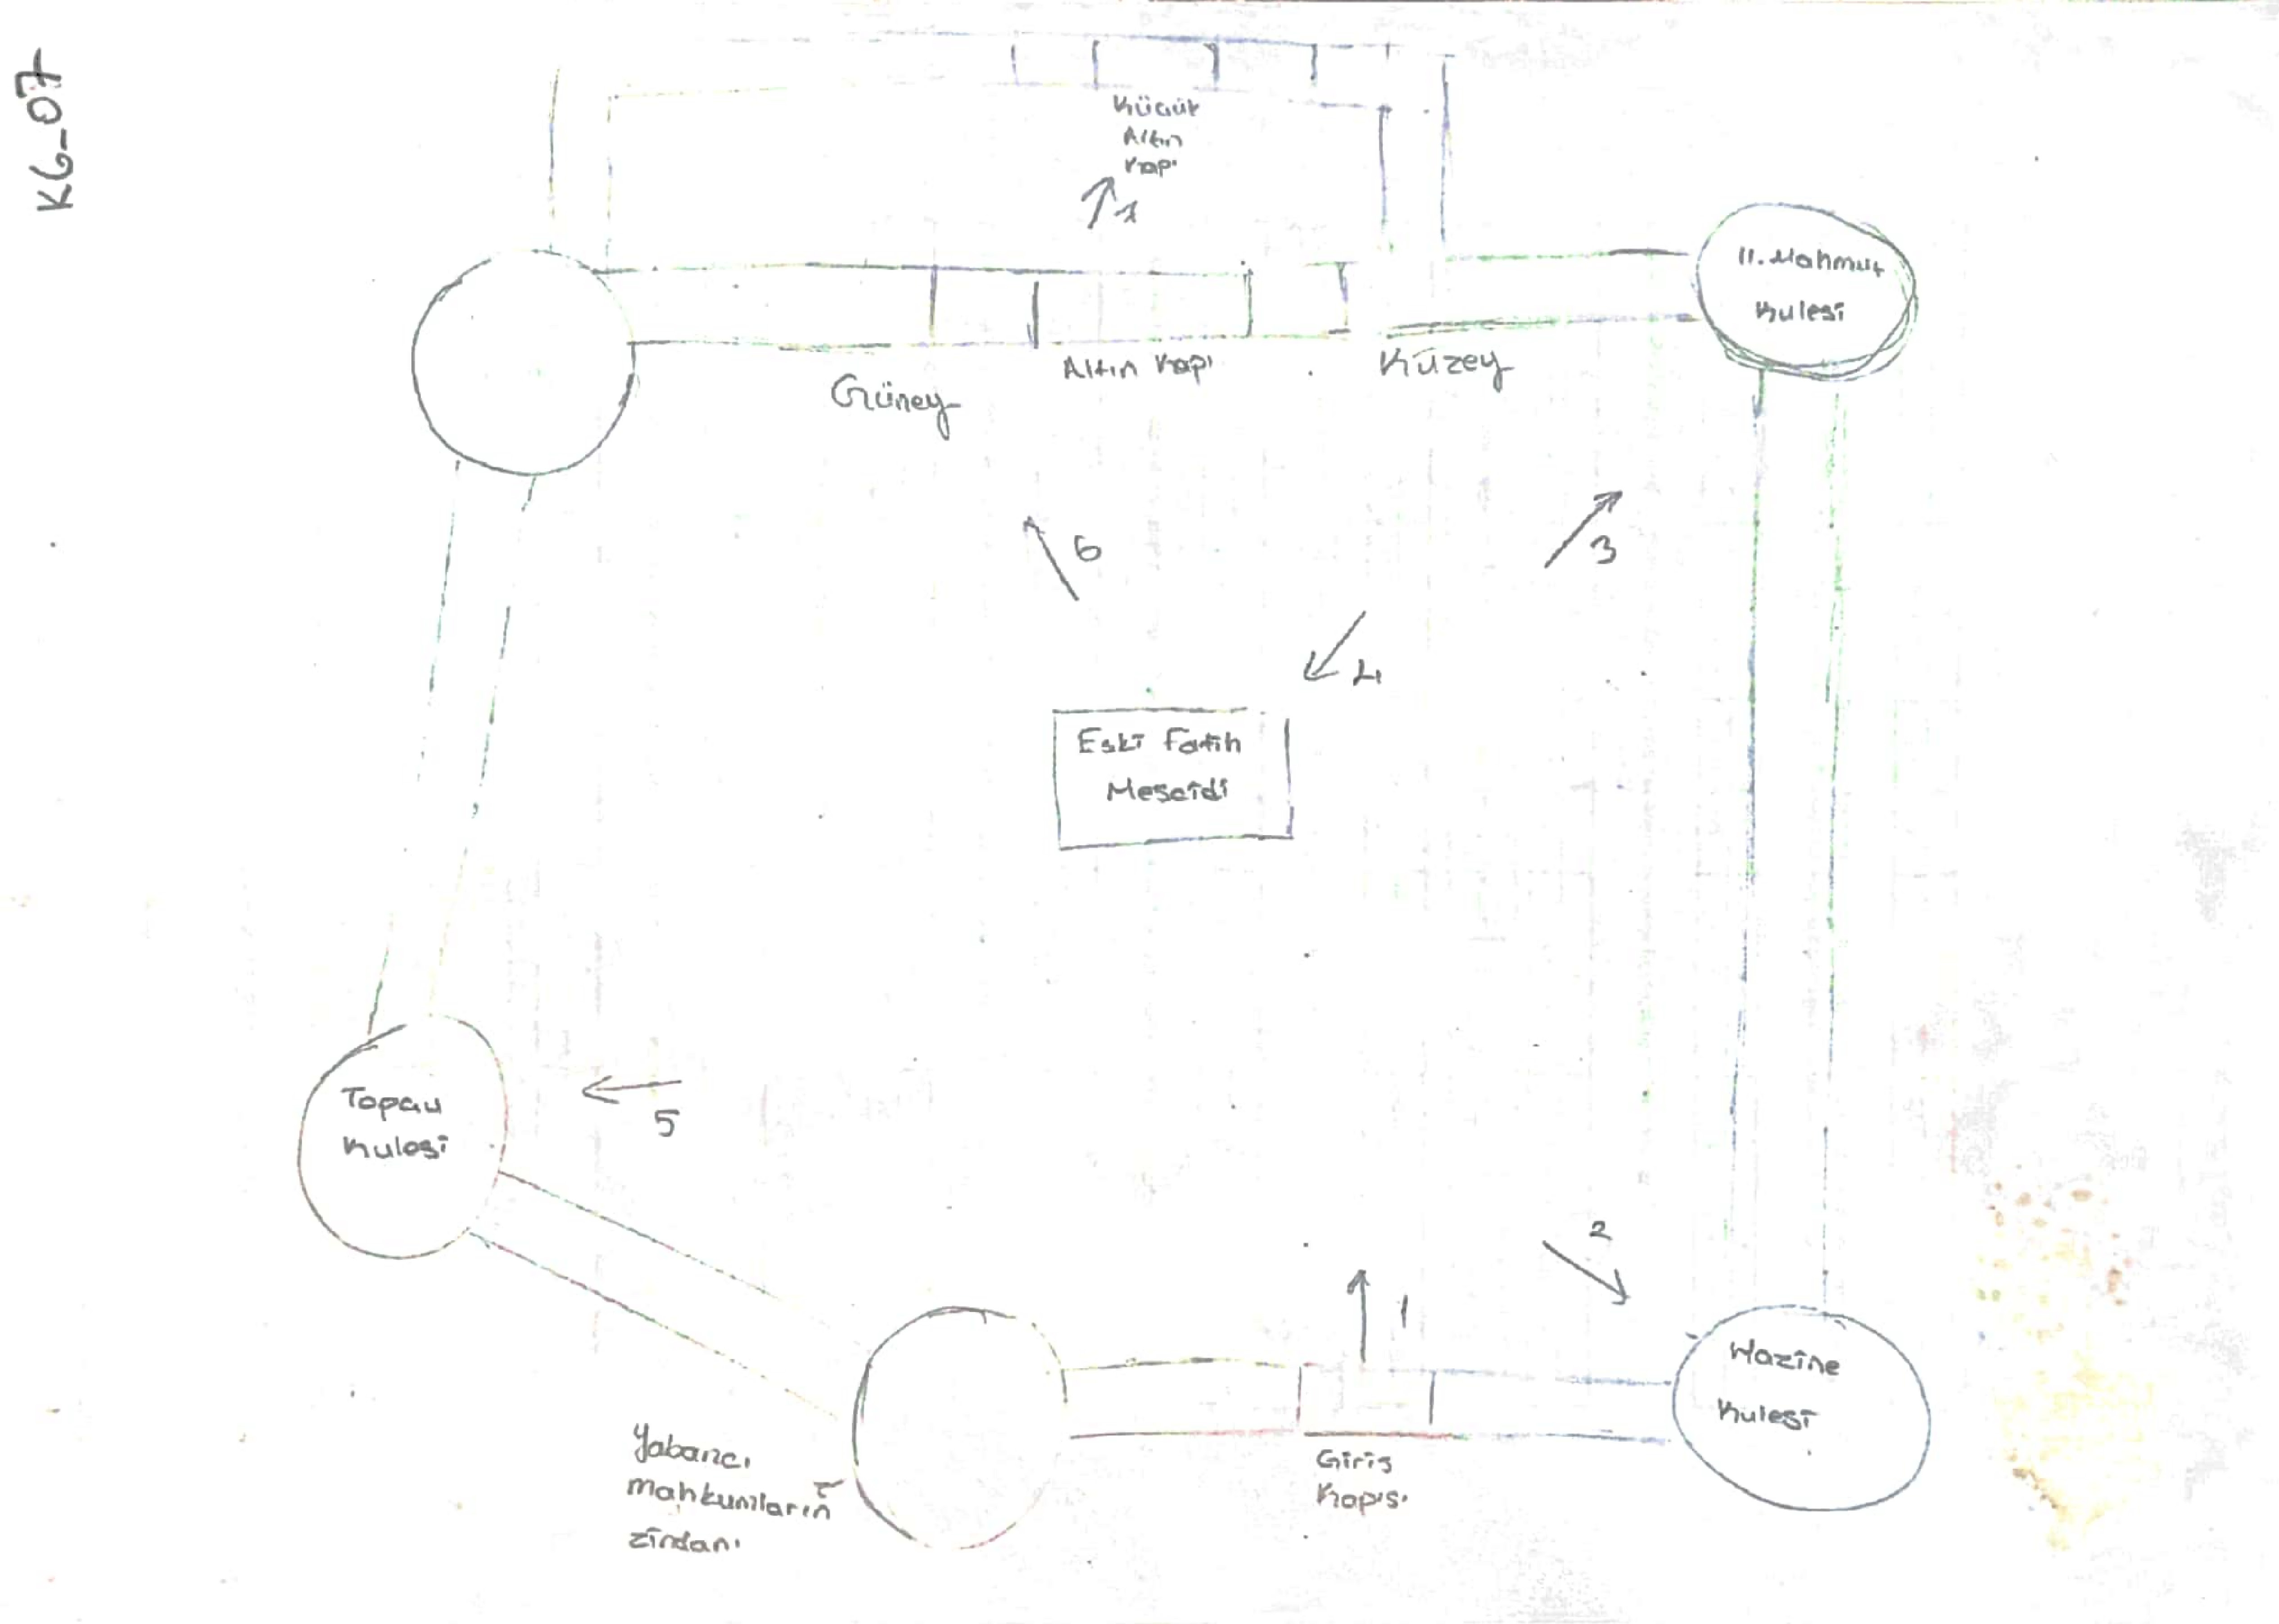 KG_07
Küçük
Altın
Kapı
7
II. Mahmut
Kulesi
Altın Kapı
Kuzey
Güney
6
3
4
Eski Fatih
Mescidi
Topçu
Kulesi
5
2
1
Hazine
Kulesi
Yabancı
mahkumların
zindanı
Giriş
Kapısı